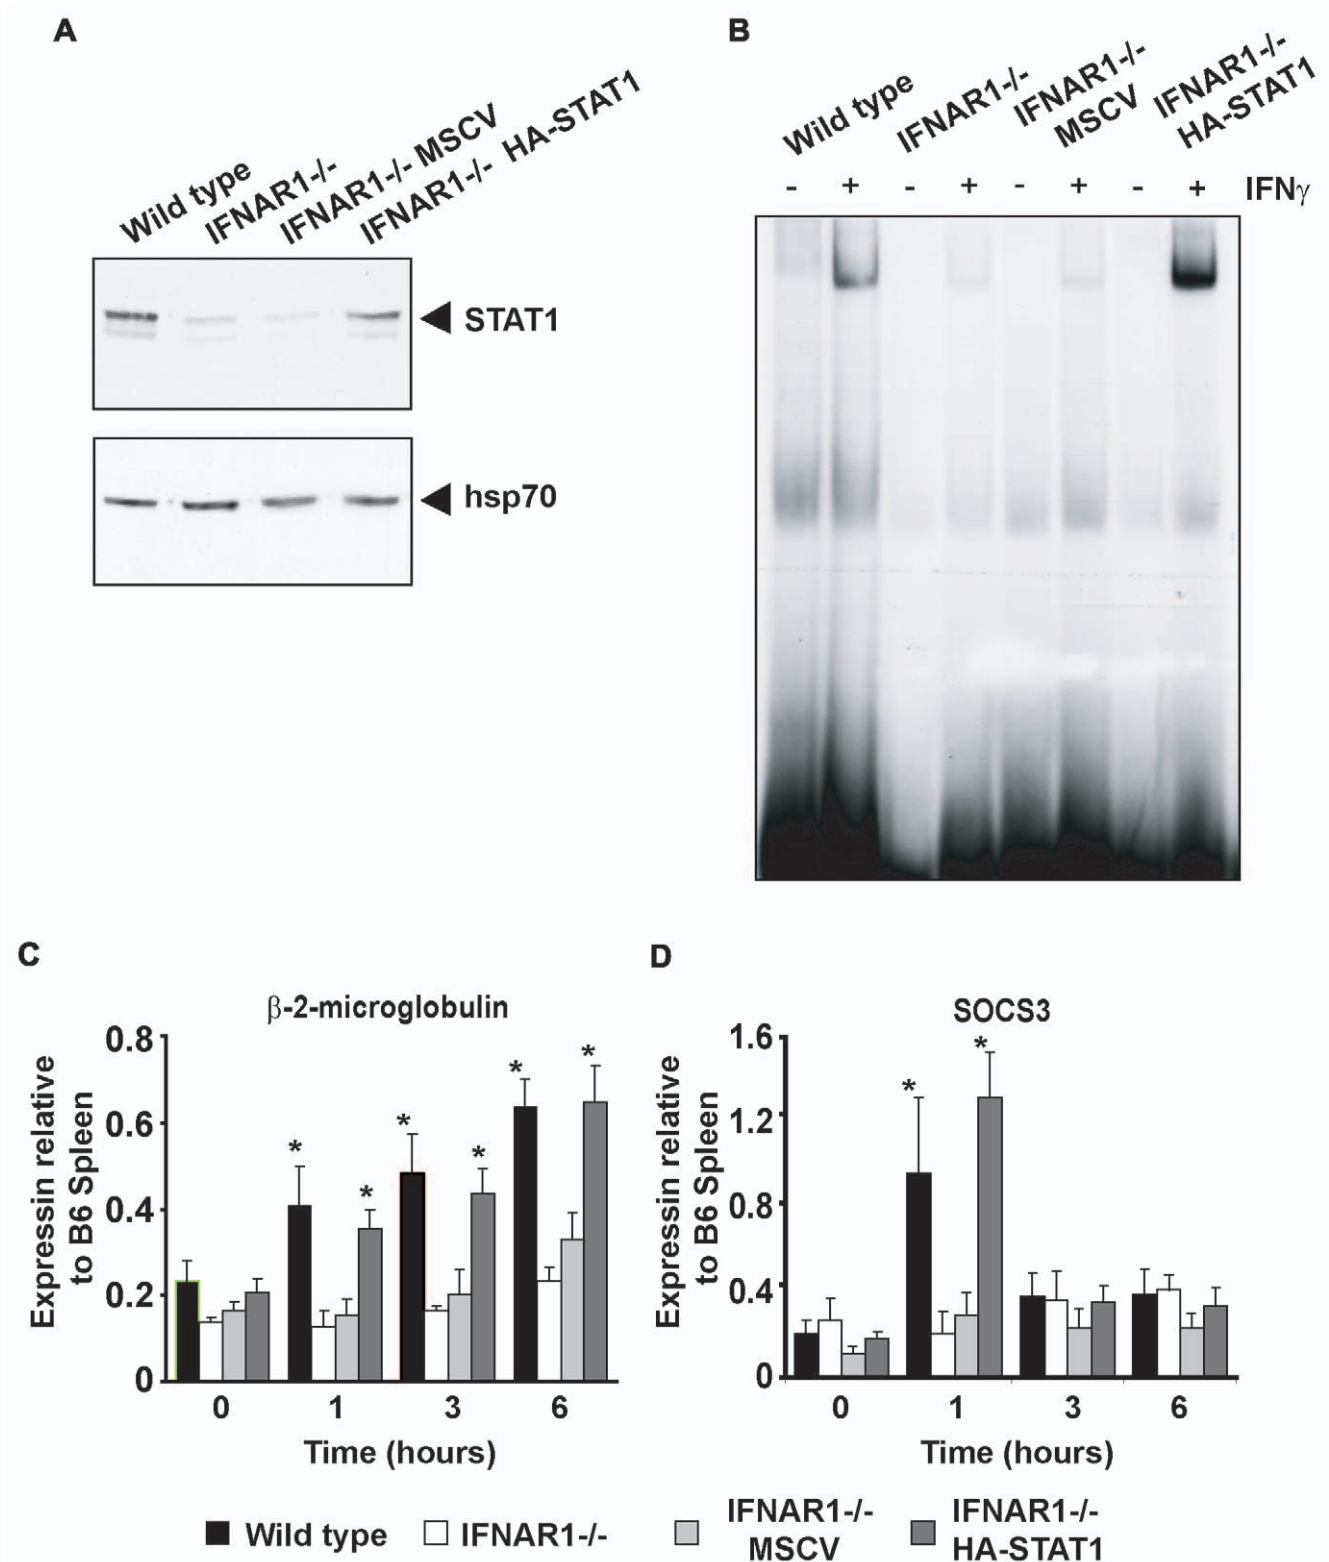 A
Wild type
IFNAR1-/-
IFNAR1-/- MSCV
IFNAR1-/- HA-STAT1
STAT1
hsp70
B
Wild type
IFNAR1-/-
IFNAR1-/-
MSCV
IFNAR1-/-
HA-STAT1
- + - + - + - + IFNγ
C
β-2-microglobulin
Expressin relative
to B6 Spleen
0.8
0.6
0.4
0.2
0
* * * * * *
0 1 3 6
Time (hours)
D
SOCS3
Expressin relative
to B6 Spleen
1.6
1.2
0.8
0.4
0
* *
0 1 3 6
Time (hours)
Wild type
IFNAR1-/-
IFNAR1-/-
MSCV
IFNAR1-/-
HA-STAT1